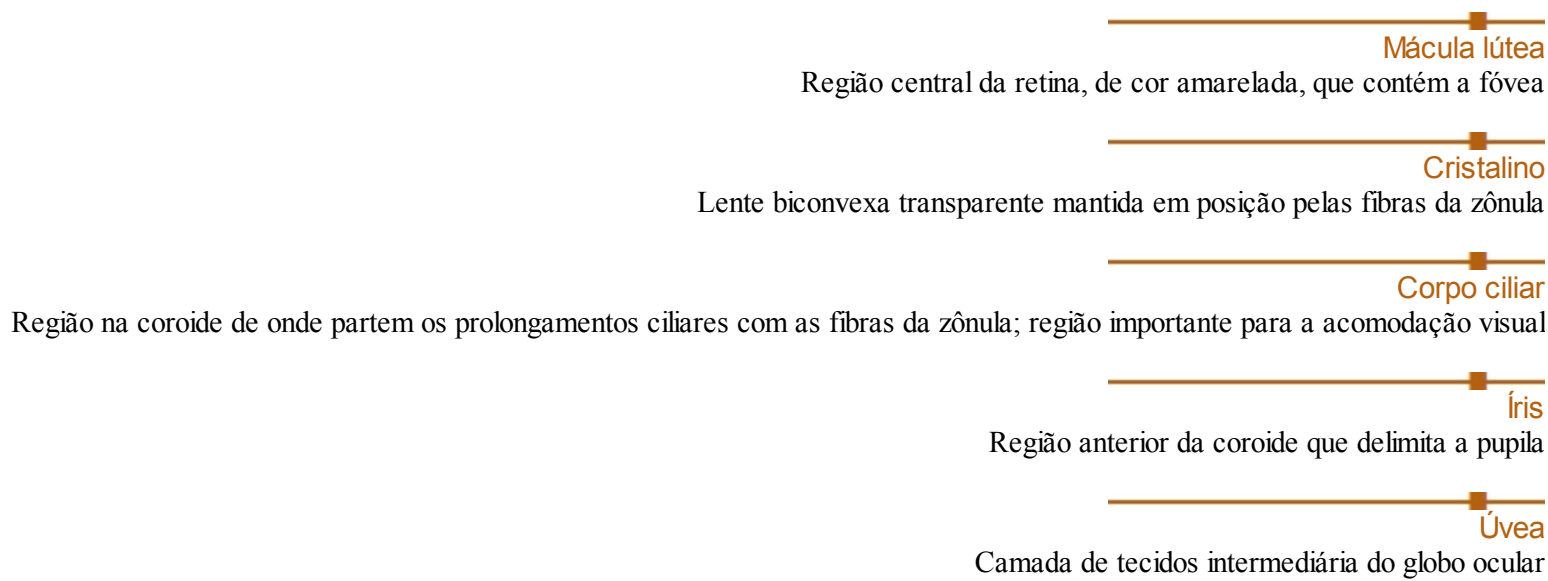 Mácula lútea
Região central da retina, de cor amarelada, que contém a fóvea
Cristalino
Lente biconvexa transparente mantida em posição pelas fibras da zônula
Corpo ciliar
Região na coroide de onde partem os prolongamentos ciliares com as fibras da zônula; região importante para a acomodação visual
Íris
Região anterior da coroide que delimita a pupila
Úvea
Camada de tecidos intermediária do globo ocular